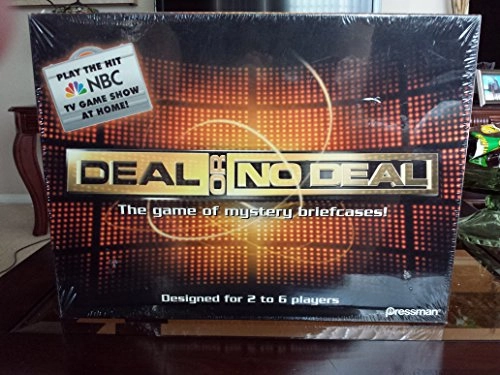 PLAY THE HIT
NBC
TV GAME SHOW
AT HOME!
DEAL OR NO DEAL
The game of mystery briefcases!
Designed for 2 to 6 players
Pressman